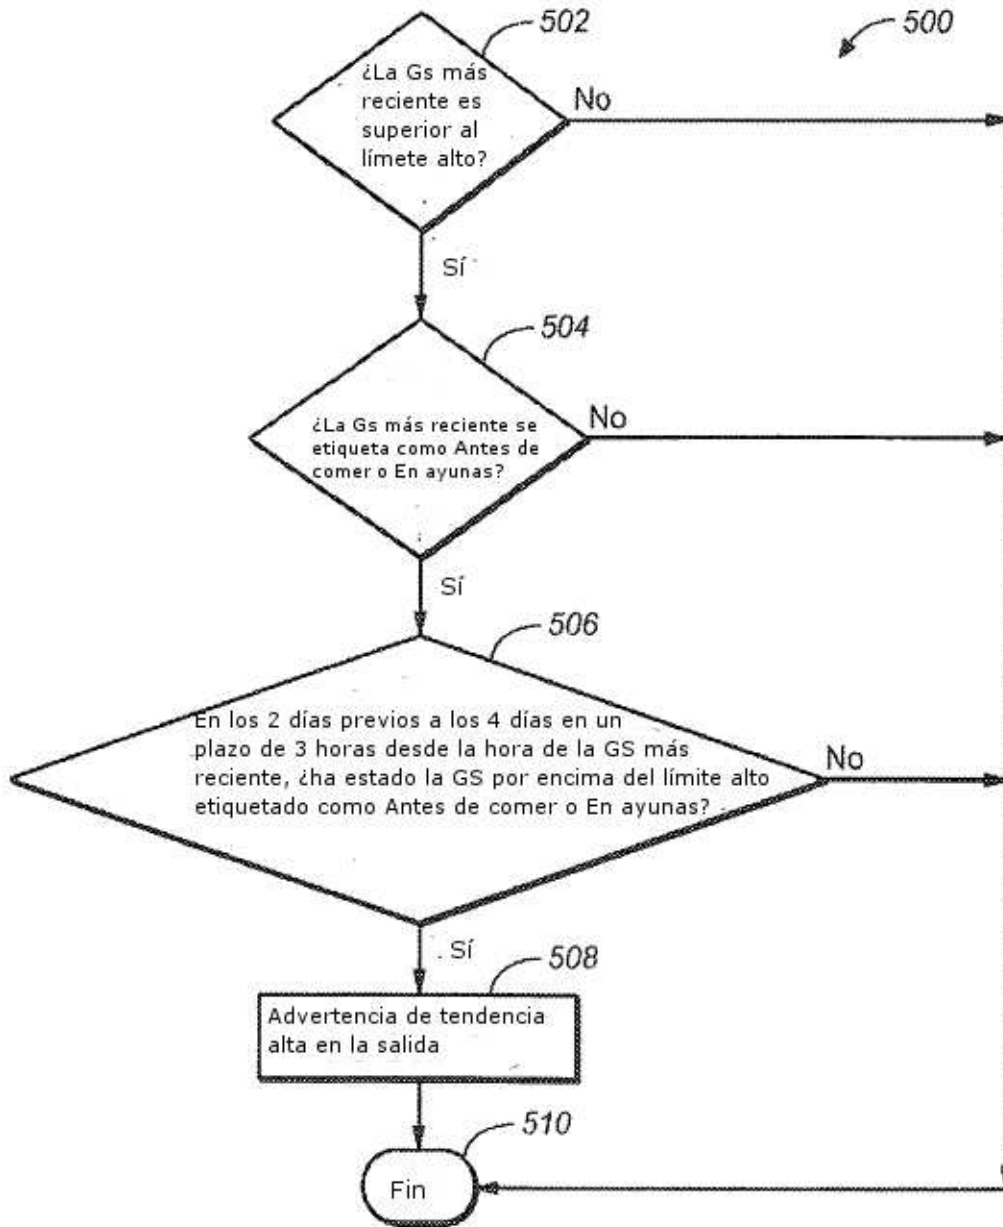 502
500
¿La Gs más
reciente es
superior al
límete alto?
No
Sí
504
¿La Gs más reciente se
etiqueta como Antes de
comer o En ayunas?
No
Sí
506
En los 2 días previos a los 4 días en un
plazo de 3 horas desde la hora de la GS más
reciente, ¿ha estado la GS por encima del límite alto
etiquetado como Antes de comer o En ayunas?
No
Sí
508
Advertencia de tendencia
alta en la salida
510
Fin